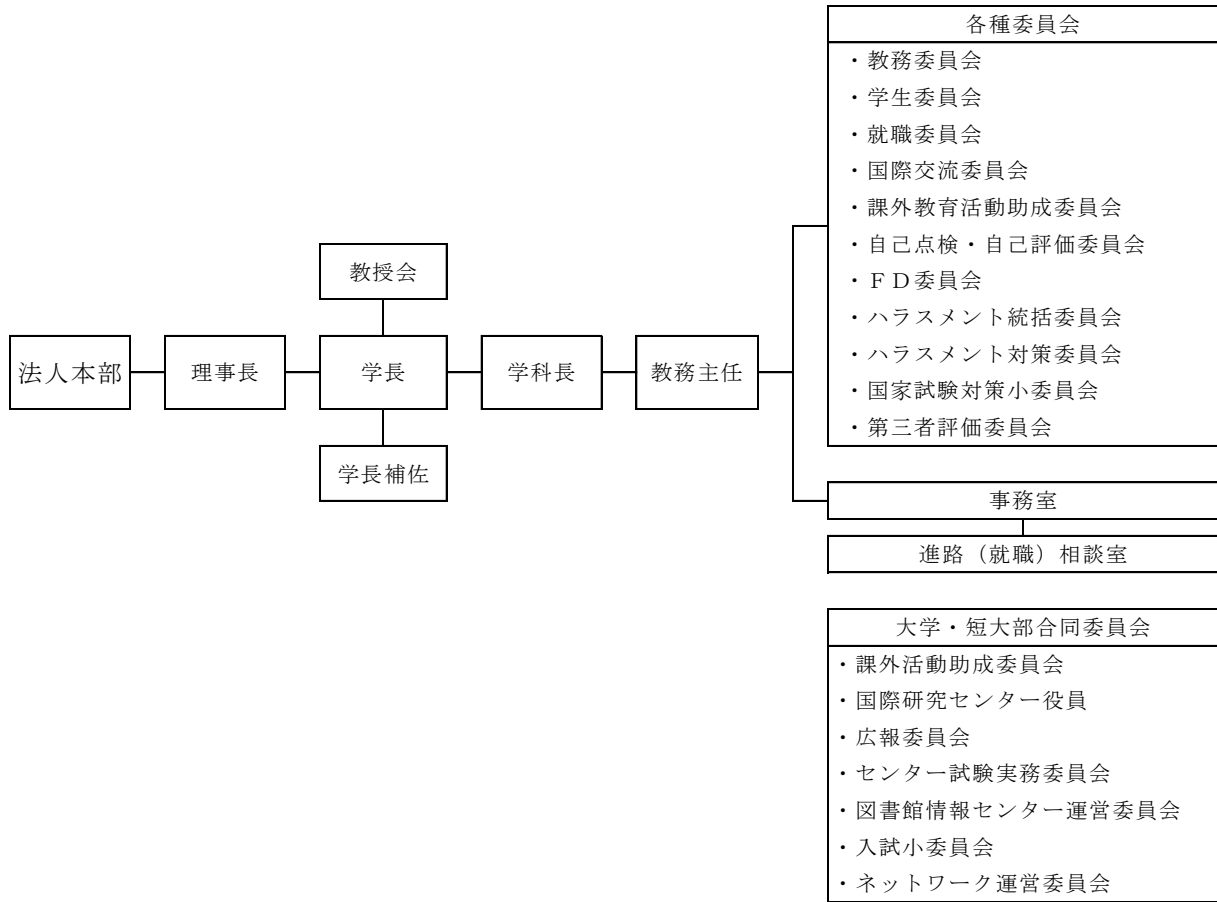 各種委員会
・教務委員会
・学生委員会
・就職委員会
・国際交流委員会
・課外教育活動助成委員会
・自己点検・自己評価委員会
・ＦＤ委員会
・ハラスメント統括委員会
・ハラスメント対策委員会
・国家試験対策小委員会
・第三者評価委員会
教授会
法人本部
理事長
学長
学科長
教務主任
学長補佐
事務室
進路（就職）相談室
大学・短大部合同委員会
・課外活動助成委員会
・国際研究センター役員
・広報委員会
・センター試験実務委員会
・図書館情報センター運営委員会
・入試小委員会
・ネットワーク運営委員会